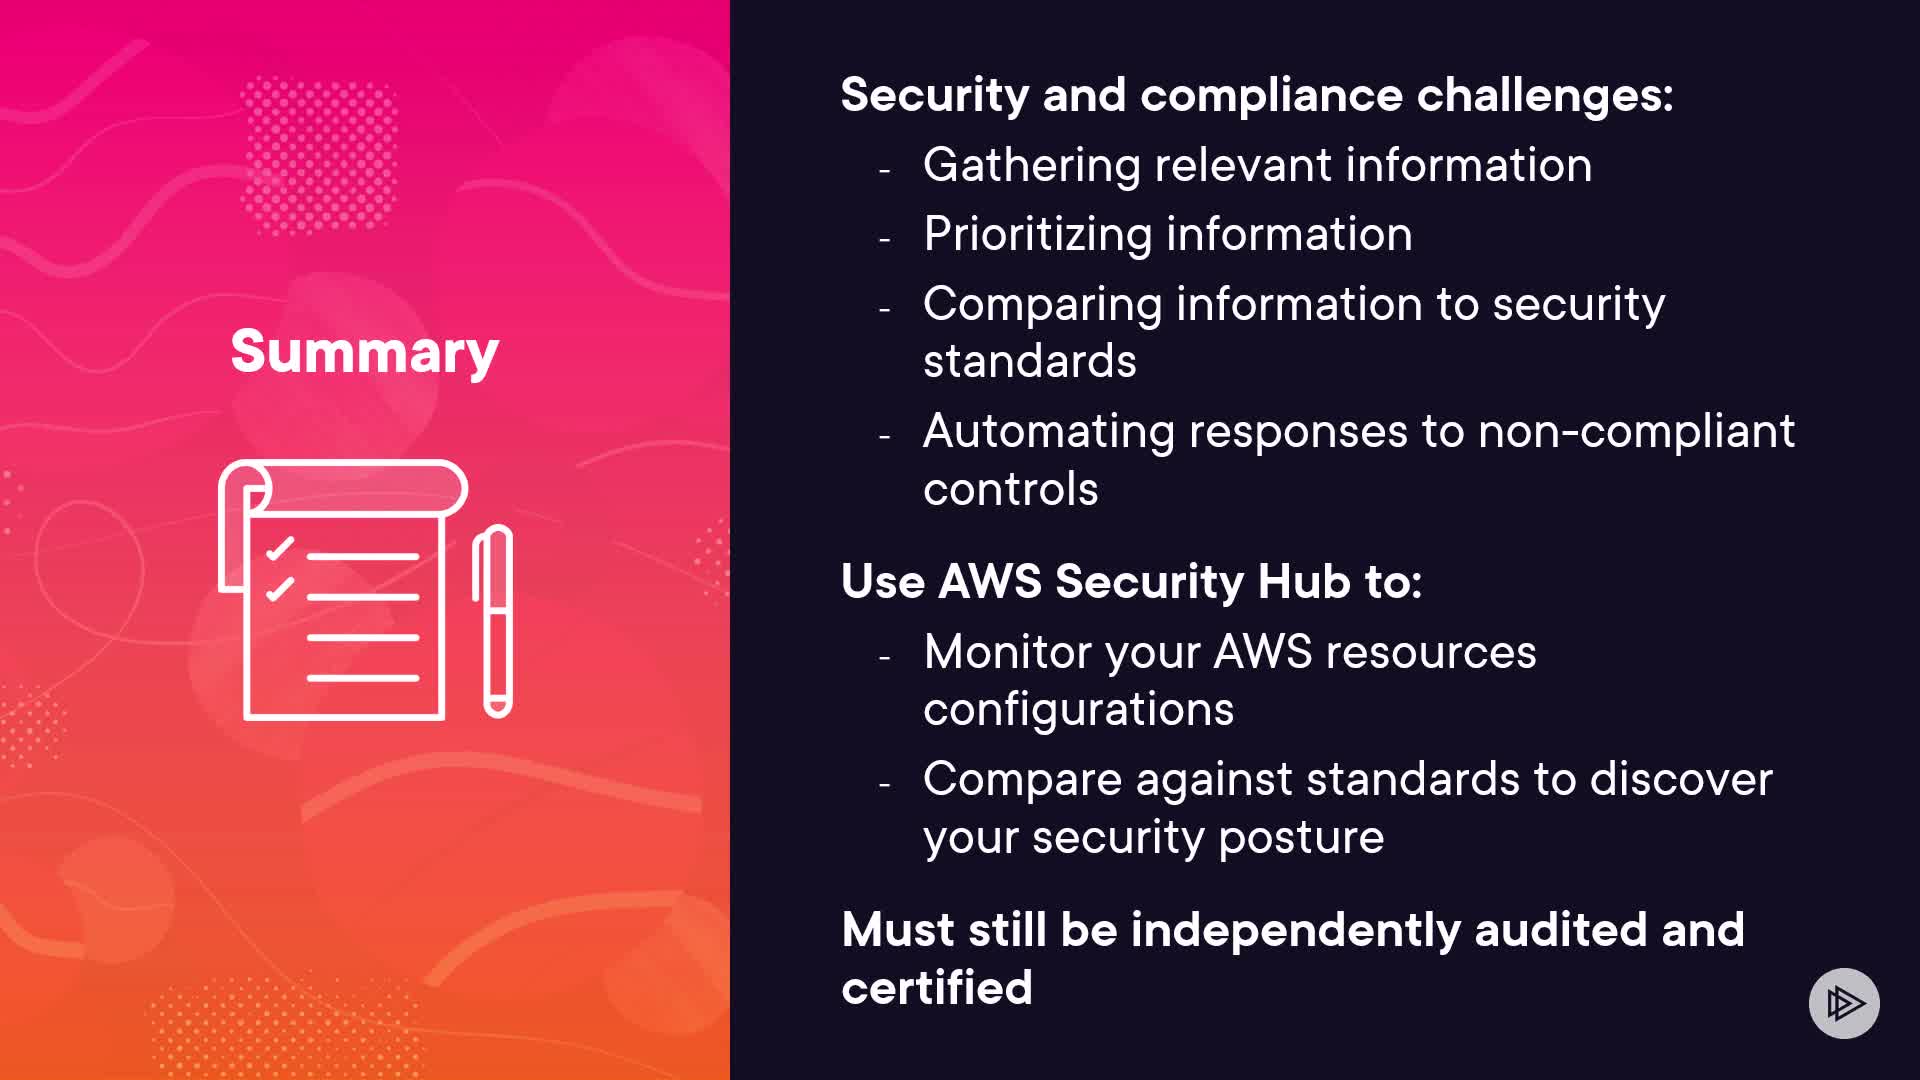 Summary
Security and compliance challenges:
- Gathering relevant information
- Prioritizing information
- Comparing information to security
standards
- Automating responses to non-compliant
controls
Use AWS Security Hub to:
- Monitor your AWS resources
configurations
- Compare against standards to discover
your security posture
Must still be independently audited and
certified